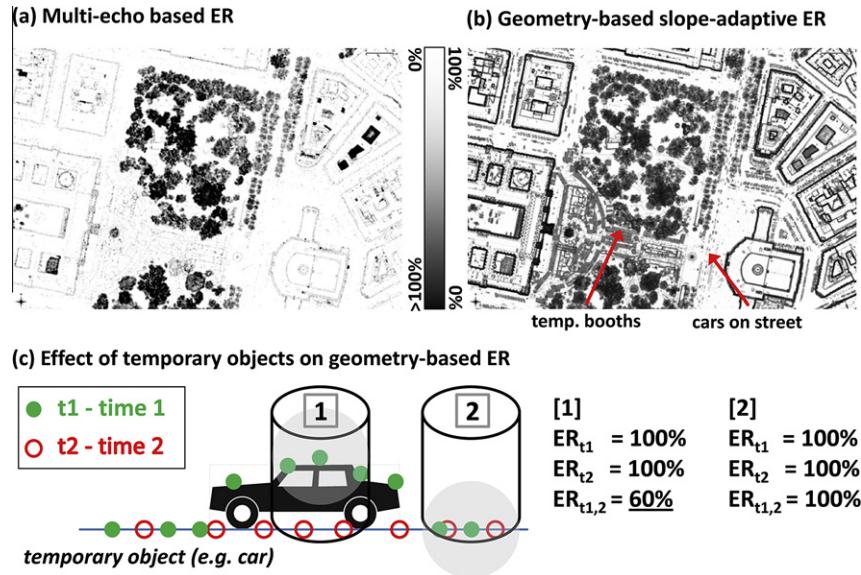 (a) Multi-echo based ER
(b) Geometry-based slope-adaptive ER
0%
>100%
100%
0%
temp. booths
cars on street
(c) Effect of temporary objects on geometry-based ER
t1 - time 1
t2 - time 2
1
2
temporary object (e.g. car)
[1]
ERt1 = 100%
ERt2 = 100%
ERt1,2 = 60%
[2]
ERt1 = 100%
ERt2 = 100%
ERt1,2 = 100%